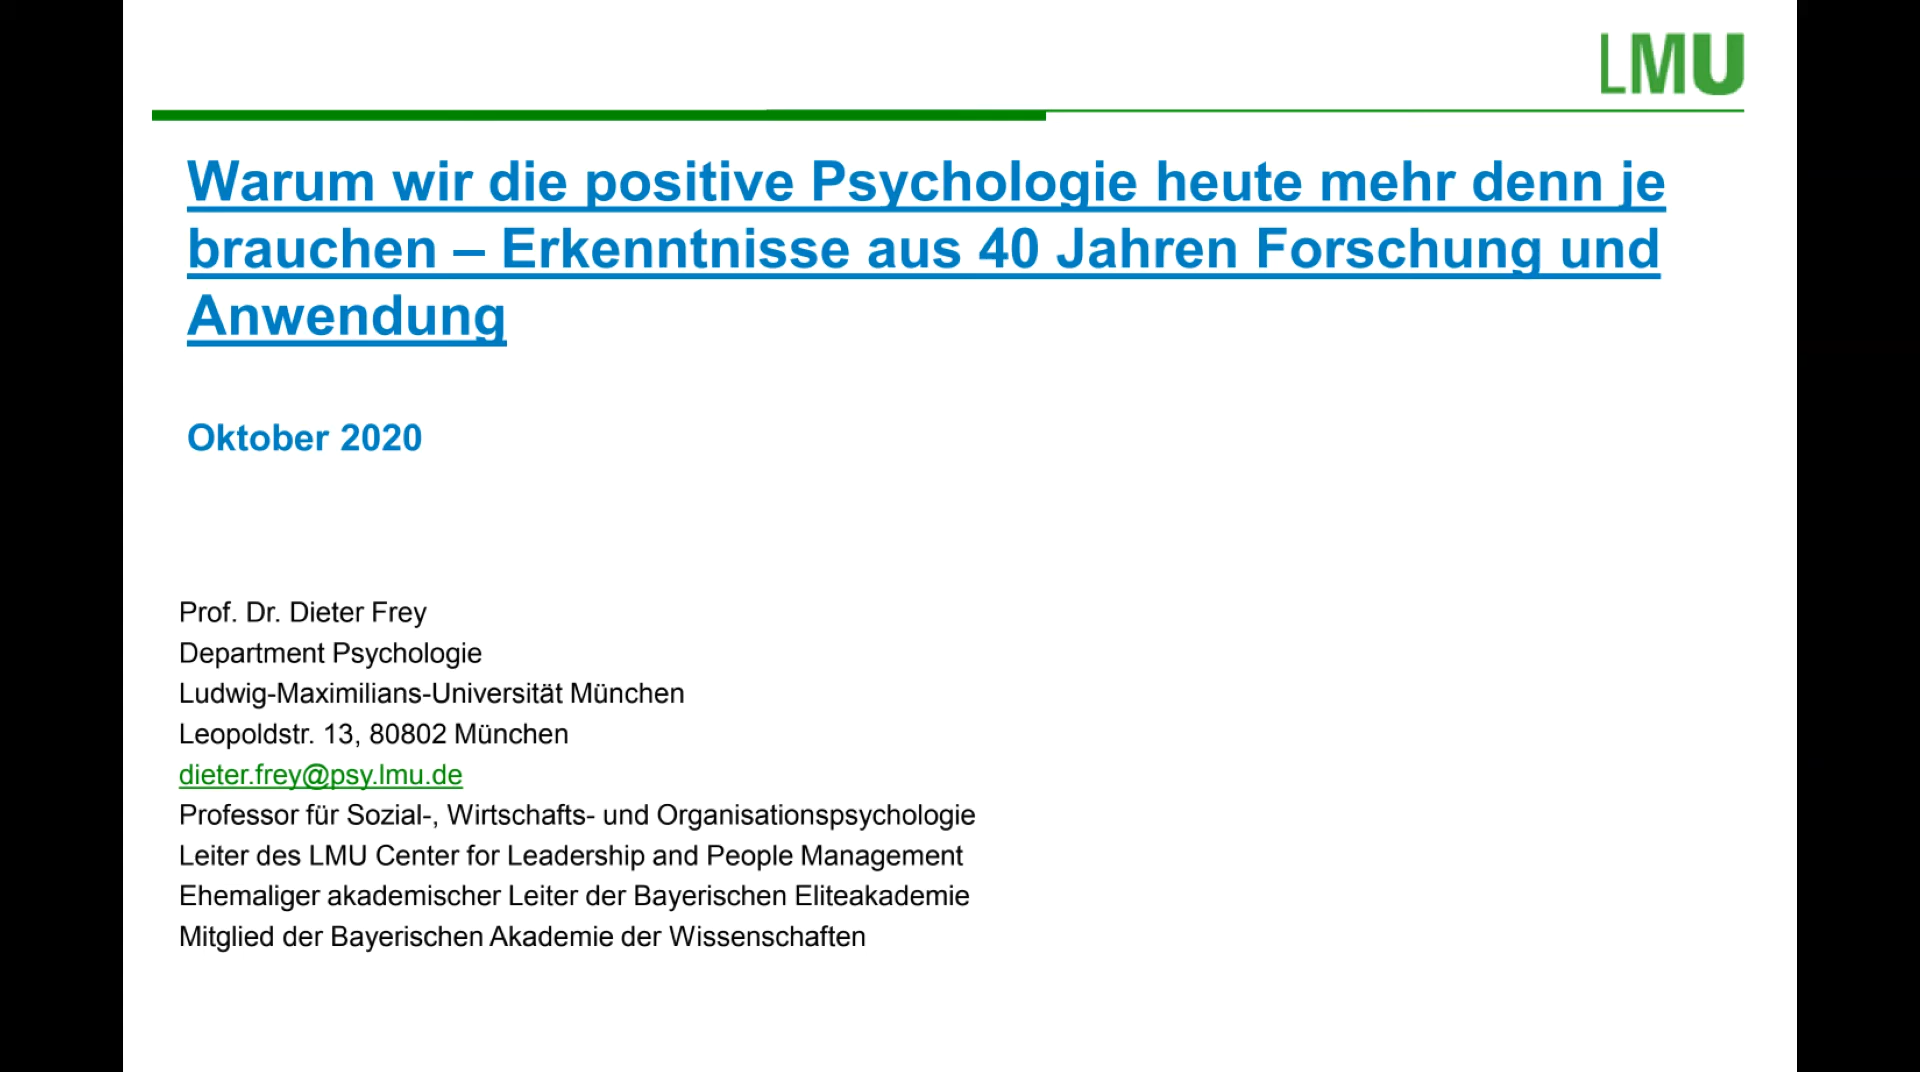 LMU
Warum wir die positive Psychologie heute mehr denn je
brauchen – Erkenntnisse aus 40 Jahren Forschung und
Anwendung
Oktober 2020
Prof. Dr. Dieter Frey
Department Psychologie
Ludwig-Maximilians-Universität München
Leopoldstr. 13, 80802 München
dieter.frey@psy.lmu.de
Professor für Sozial-, Wirtschafts- und Organisationspsychologie
Leiter des LMU Center for Leadership and People Management
Ehemaliger akademischer Leiter der Bayerischen Eliteakademie
Mitglied der Bayerischen Akademie der Wissenschaften